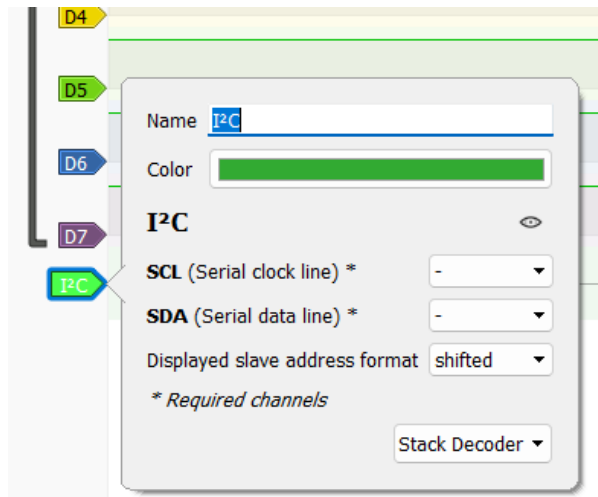 D4
D5
Name I²C
D6
Color
I²C
D7
I²C
SCL (Serial clock line) * -
SDA (Serial data line) * -
Displayed slave address format shifted
* Required channels
Stack Decoder